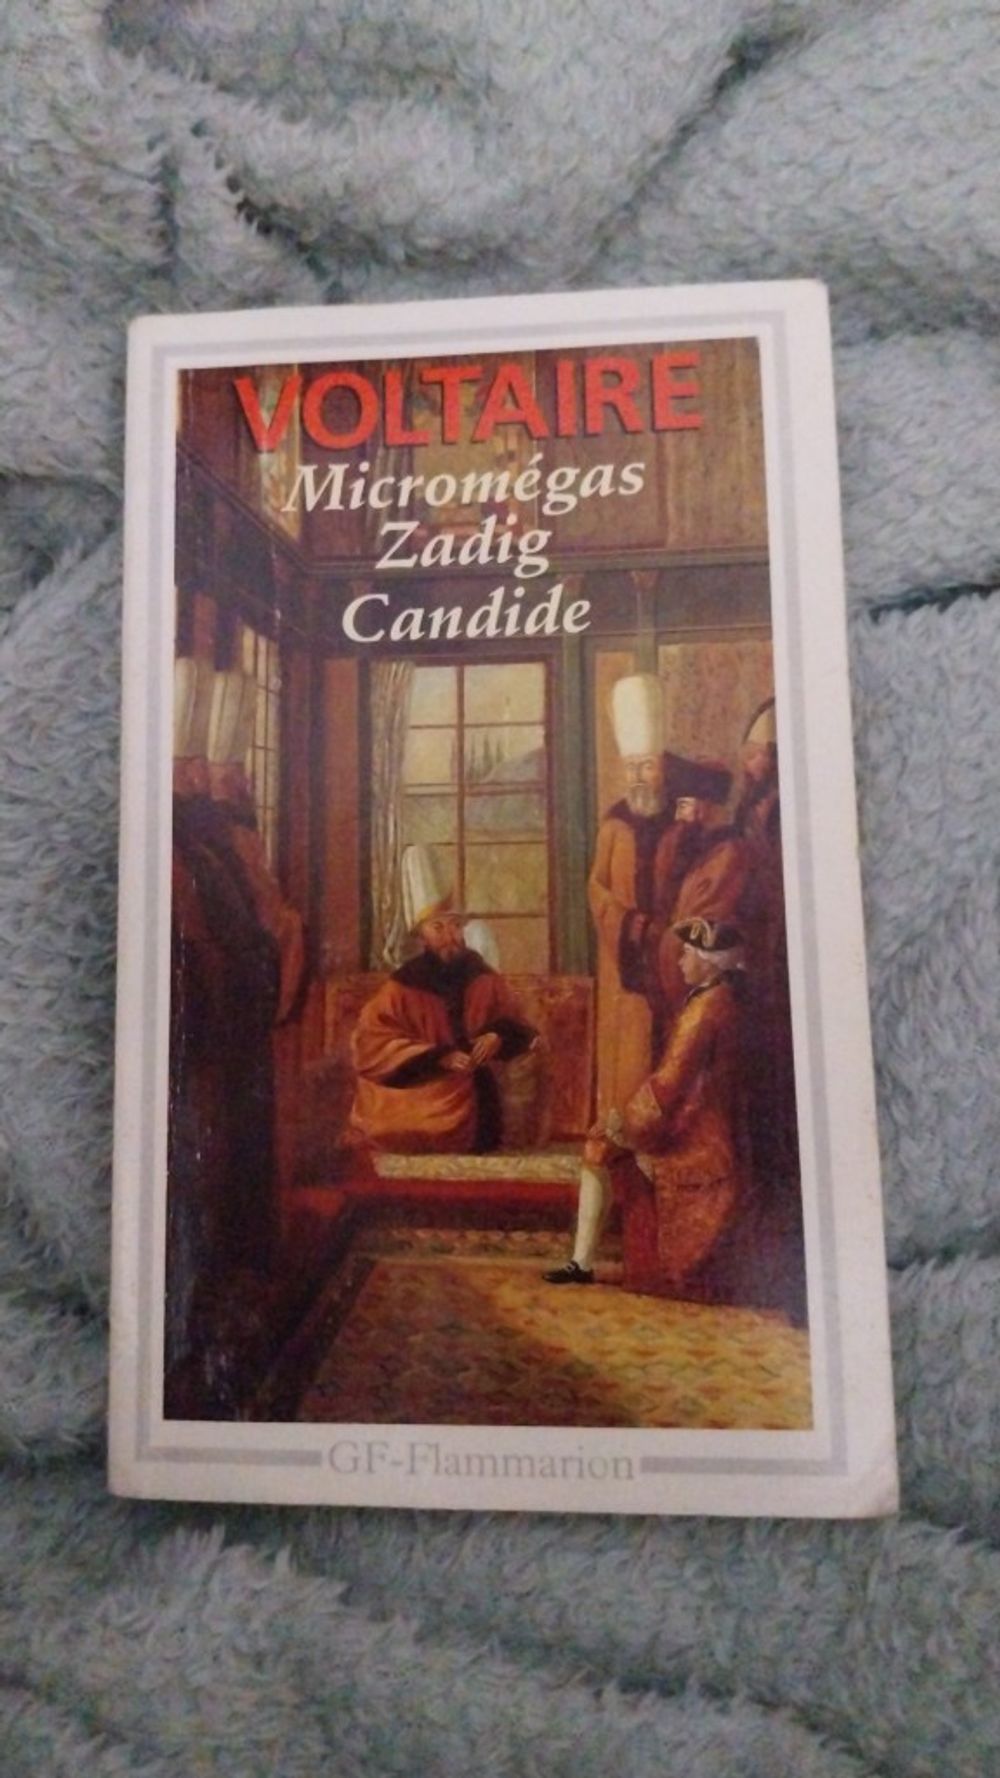 VOLTAIRE
Micromégas
Zadig
Candide
GF-Flammarion